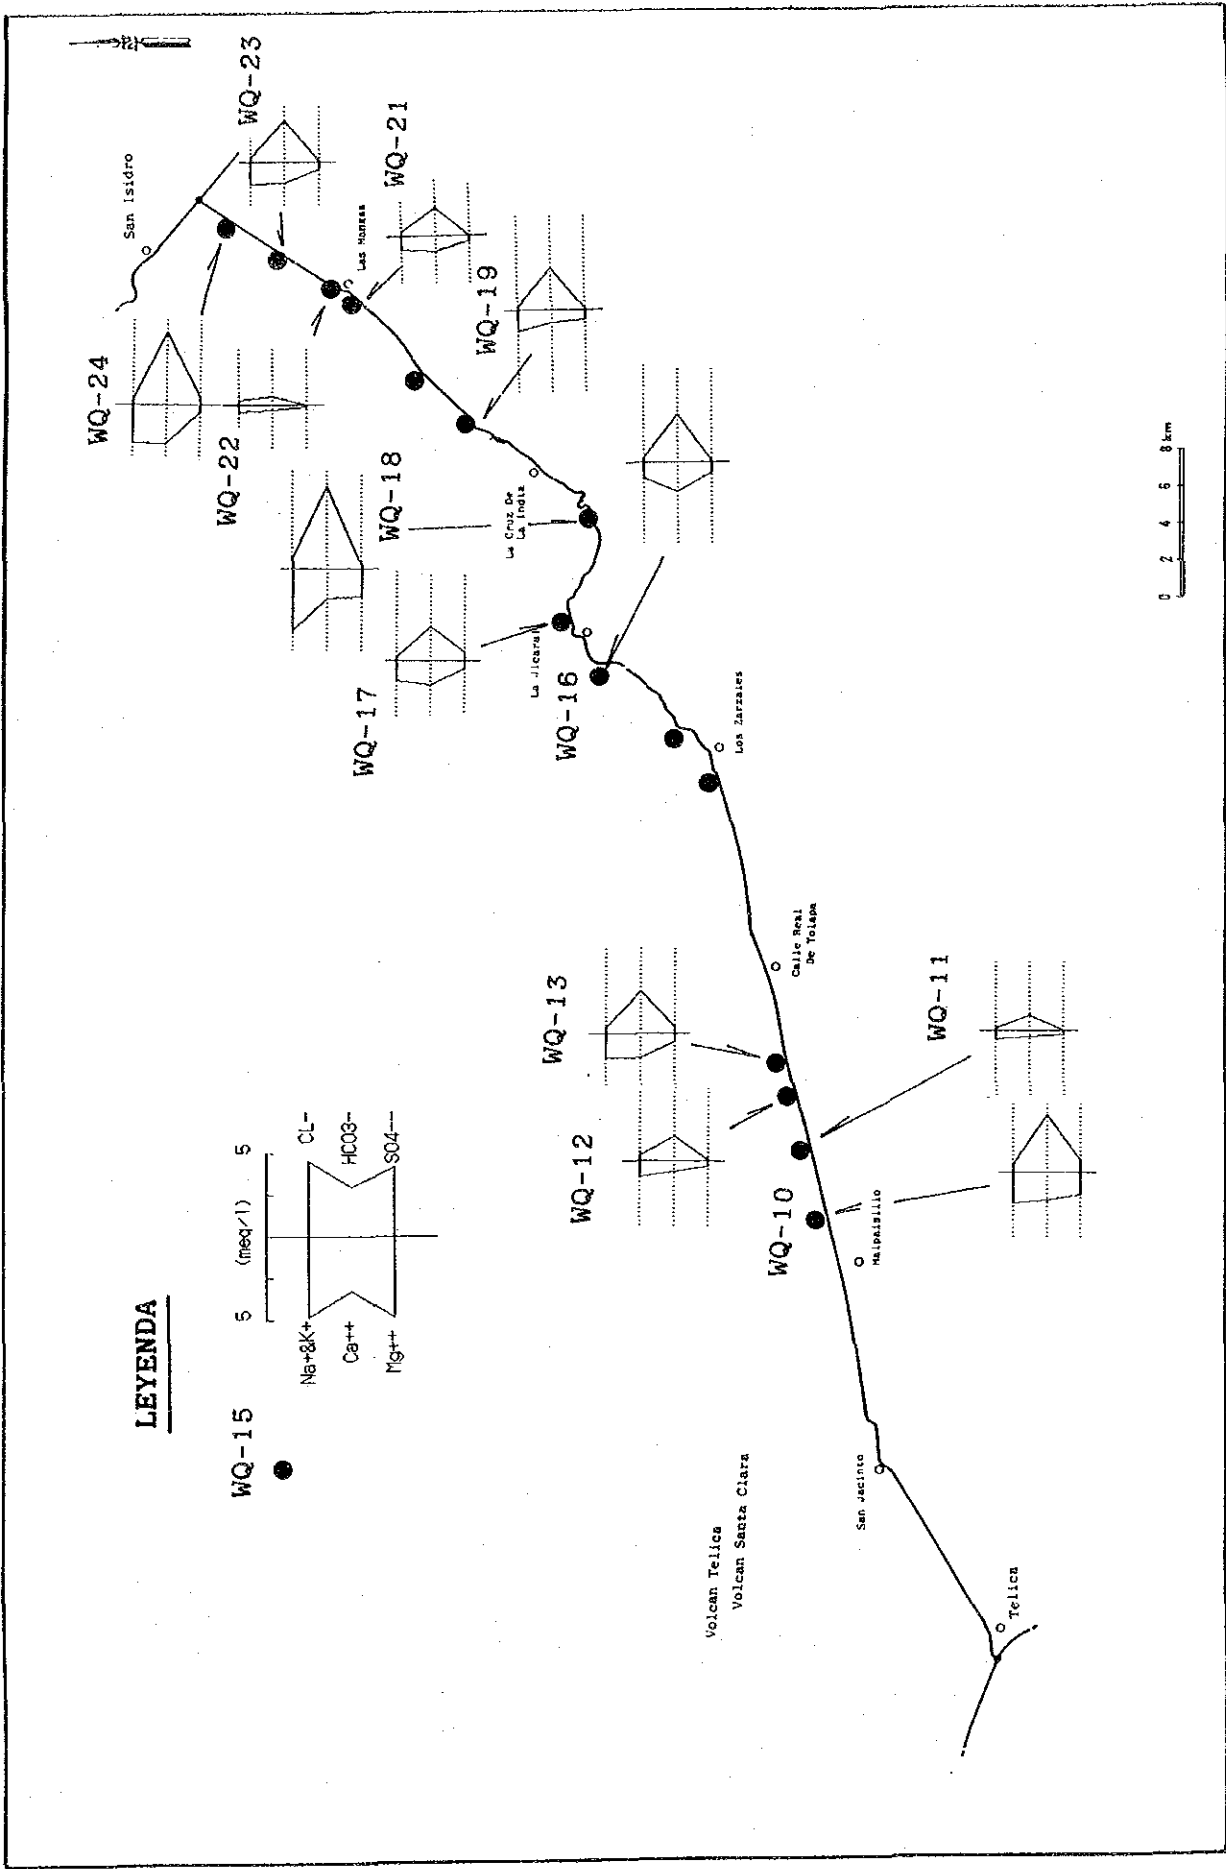 LEYENDA
WQ-15
5 (meq/l) 5
Na+&K+ CL-
Ca++ HCO3-
Mg++ SO4--
Volcan Telica
Volcan Santa Clara
Telica
San Jacinto
Malpaisillo
WQ-10
WQ-11
WQ-12
WQ-13
Calle Real
De Tolapa
Los Zarzales
WQ-16
La Jicaral
WQ-17
La Cruz De
La India
WQ-18
WQ-19
WQ-21
Las Mangas
WQ-22
WQ-23
WQ-24
San Isidro
0 2 4 6 8 km